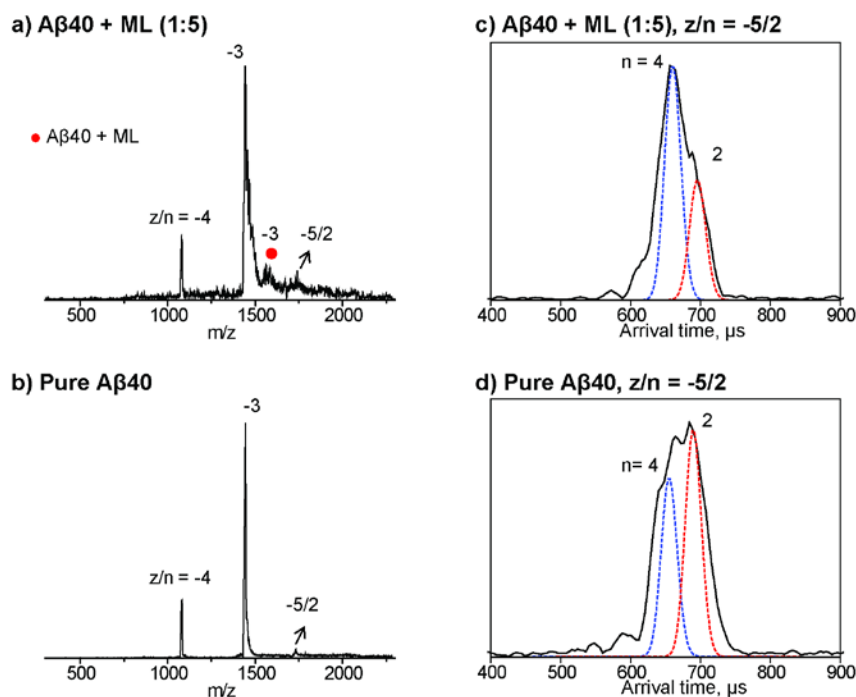 a) Aβ40 + ML (1:5)
-3
● Aβ40 + ML
z/n = -4
-3
-5/2
500 1000 1500 2000
m/z
b) Pure Aβ40
-3
z/n = -4
-5/2
500 1000 1500 2000
m/z
c) Aβ40 + ML (1:5), z/n = -5/2
n = 4
2
400 500 600 700 800 900
Arrival time, μs
d) Pure Aβ40, z/n = -5/2
2
n= 4
400 500 600 700 800 900
Arrival time, μs